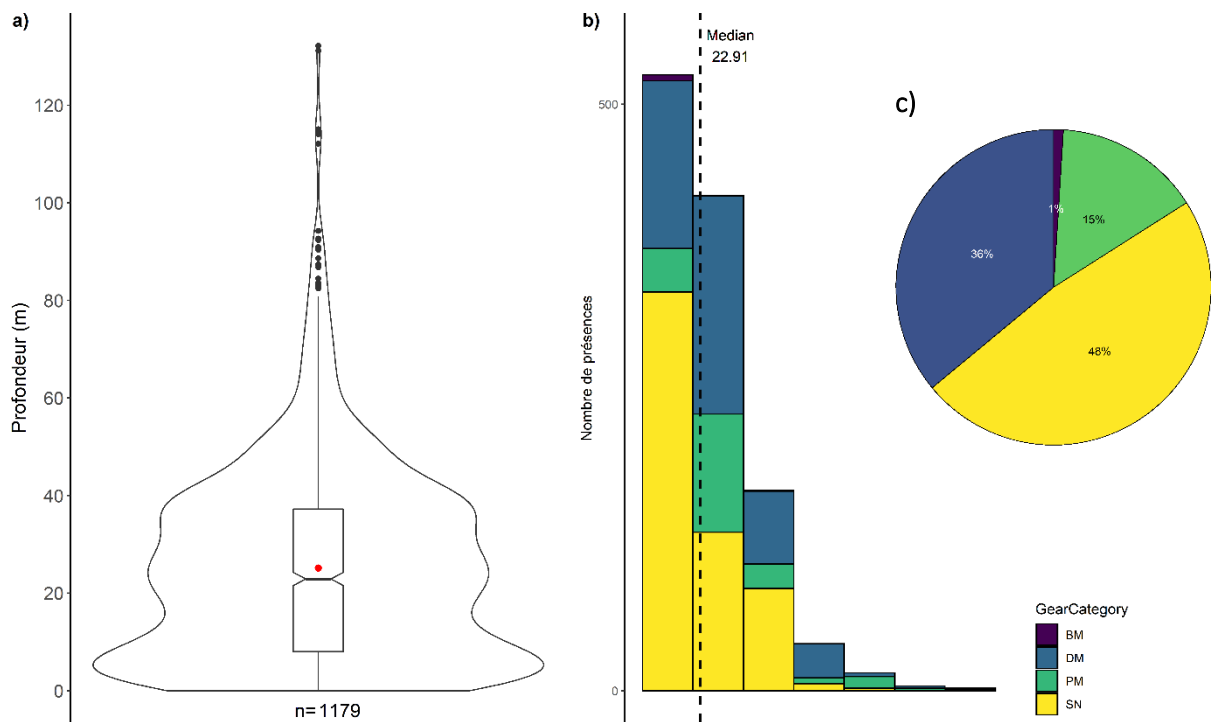 a)
Profondeur (m)
120
100
80
60
40
20
0
n= 1179
b)
Nombre de présences
500
0
Median
22.91
c)
1%
15%
36%
48%
GearCategory
BM
DM
PM
SN